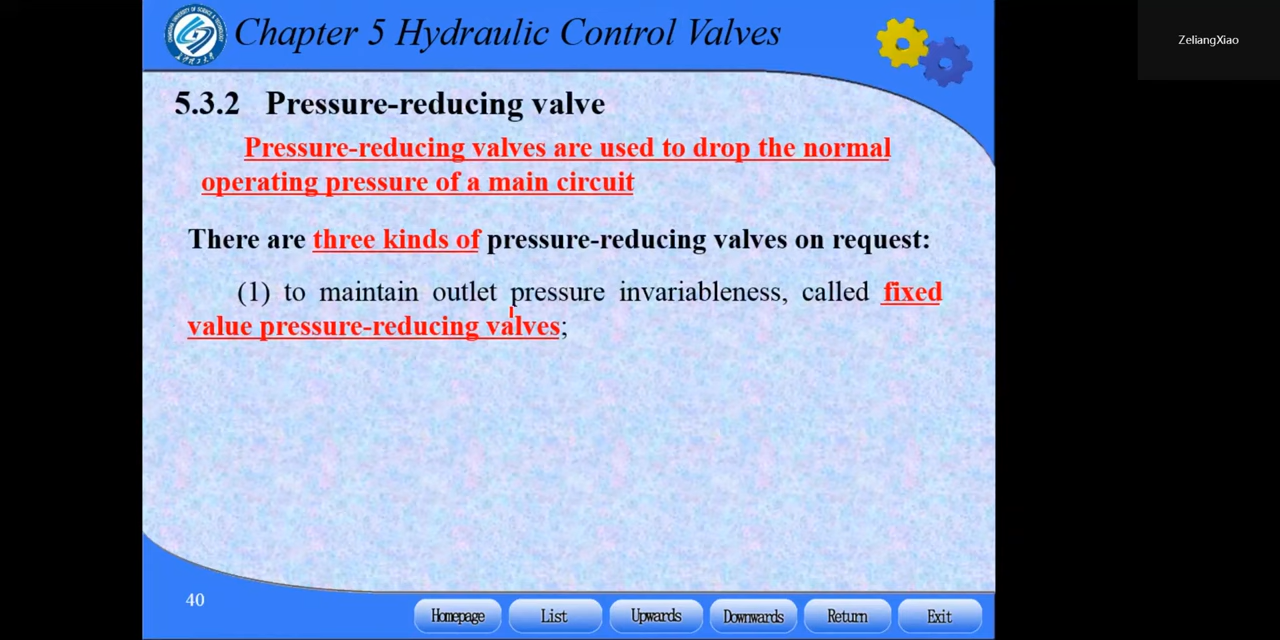 Chapter 5 Hydraulic Control Valves
ZeliangXiao
5.3.2 Pressure-reducing valve
Pressure-reducing valves are used to drop the normal
operating pressure of a main circuit
There are three kinds of pressure-reducing valves on request:
(1) to maintain outlet pressure invariableness, called fixed
value pressure-reducing valves;
40
Homepage
List
Upwards
Downwards
Return
Exit